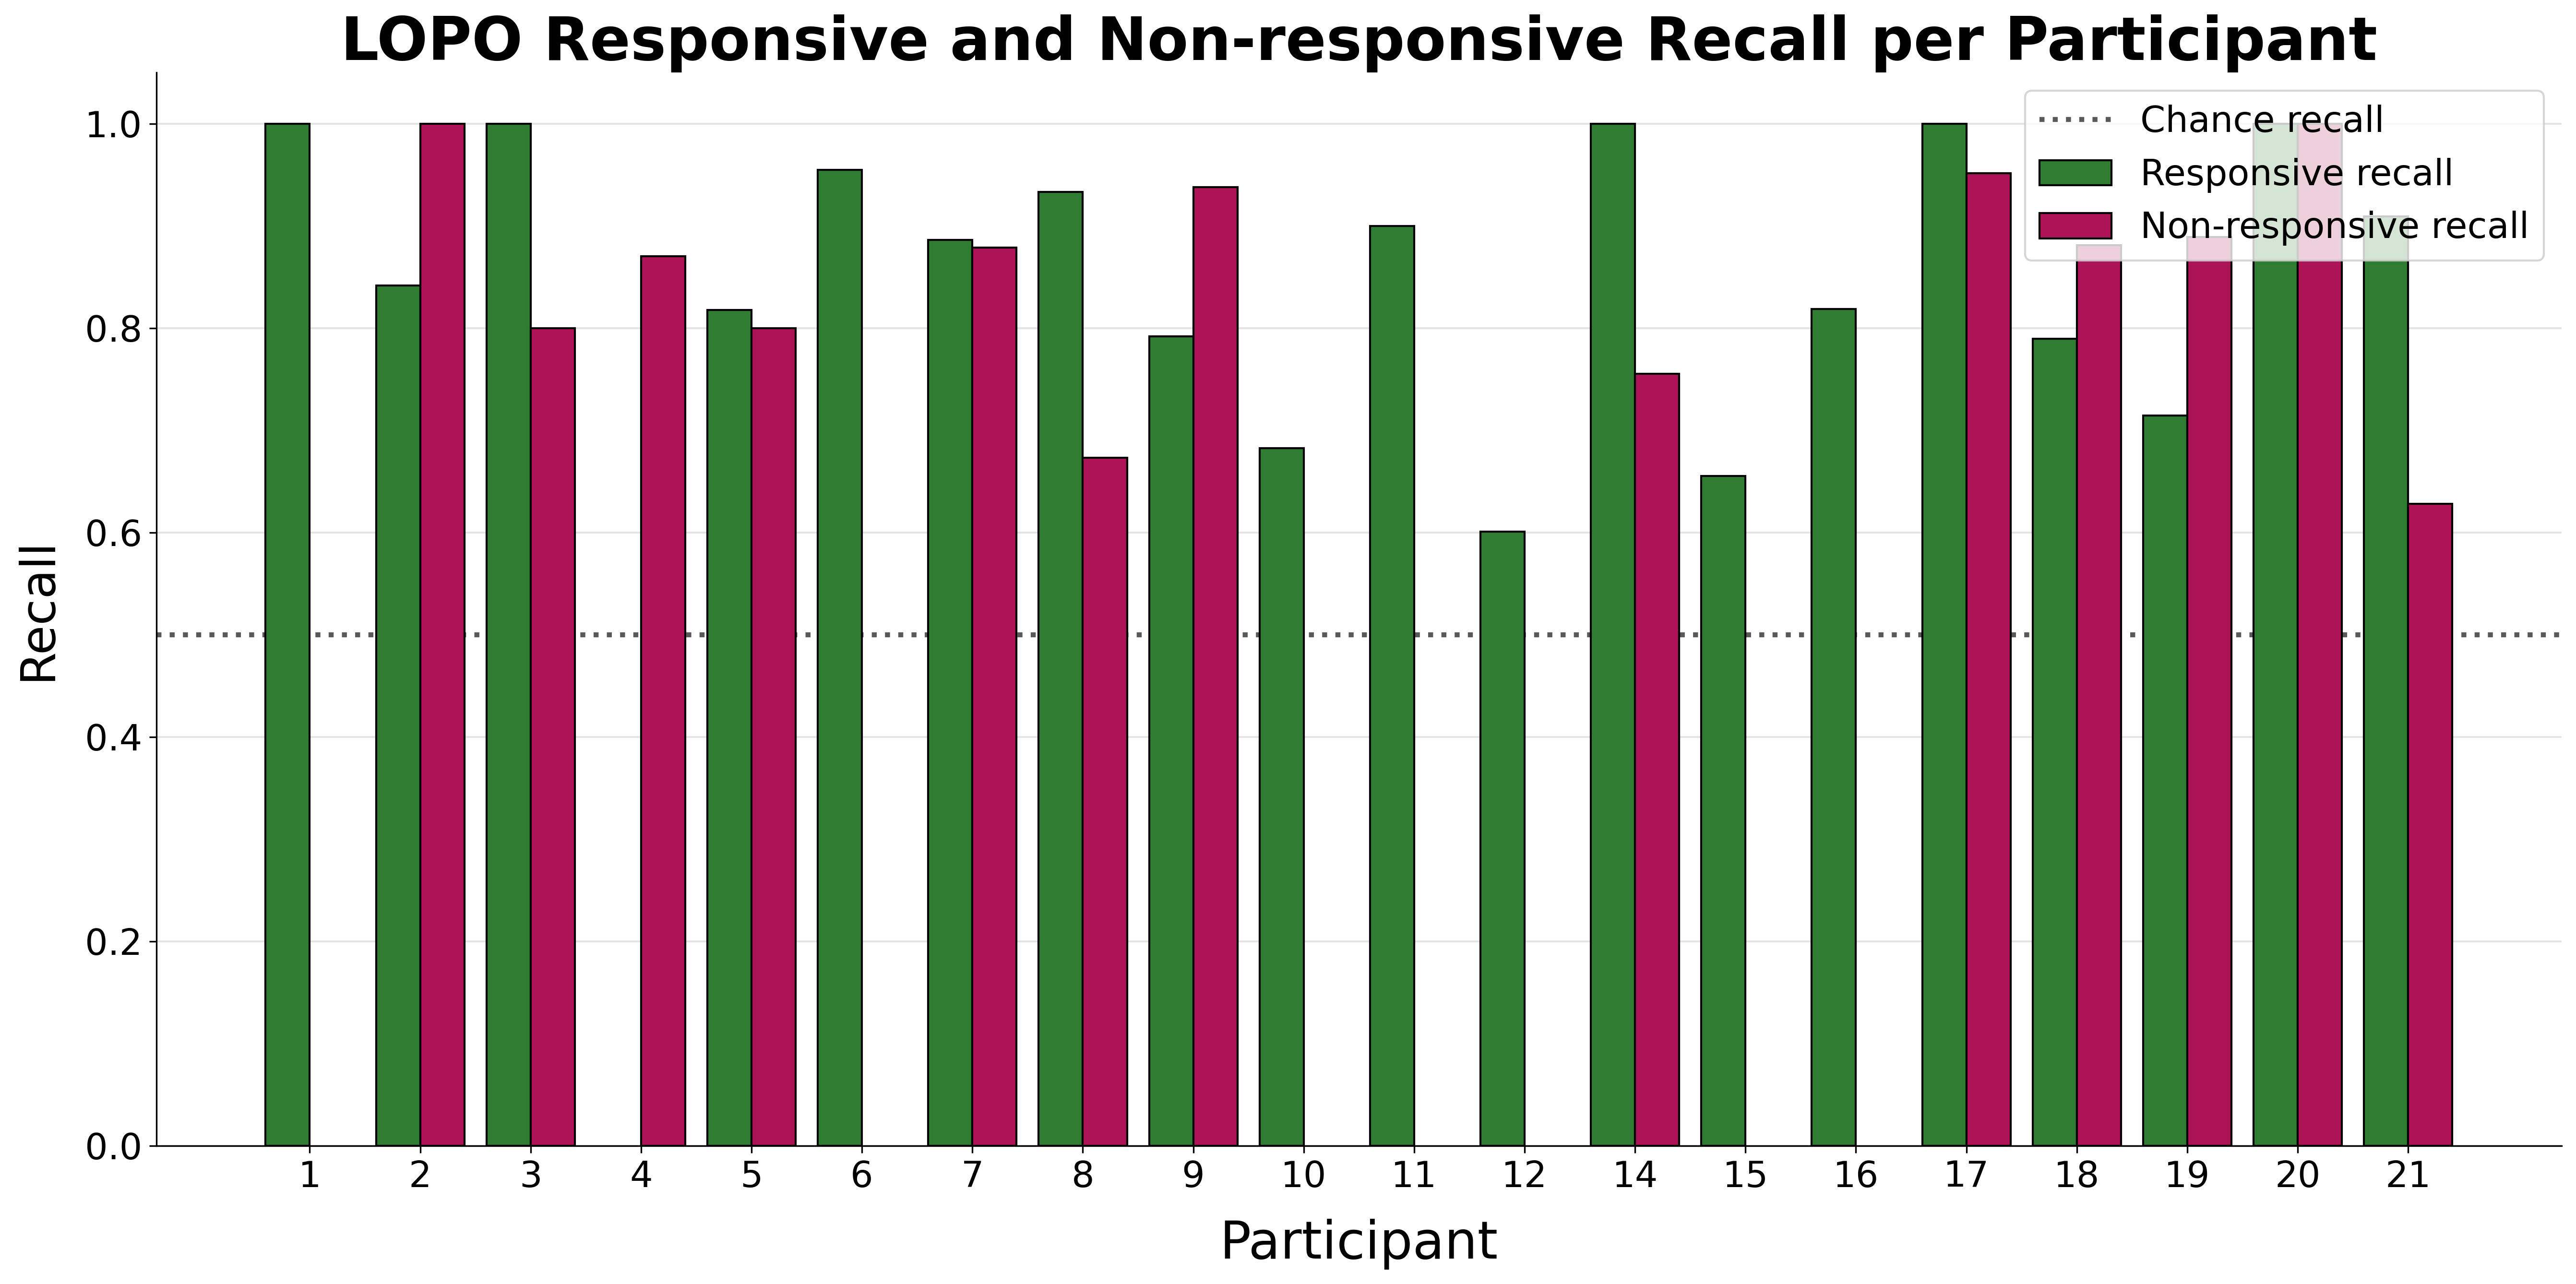 LOPO Responsive and Non-responsive Recall per Participant
Chance recall
Responsive recall
Non-responsive recall
1.0
0.8
0.6
0.4
0.2
0.0
Recall
1 2 3 4 5 6 7 8 9 10 11 12 14 15 16 17 18 19 20 21
Participant